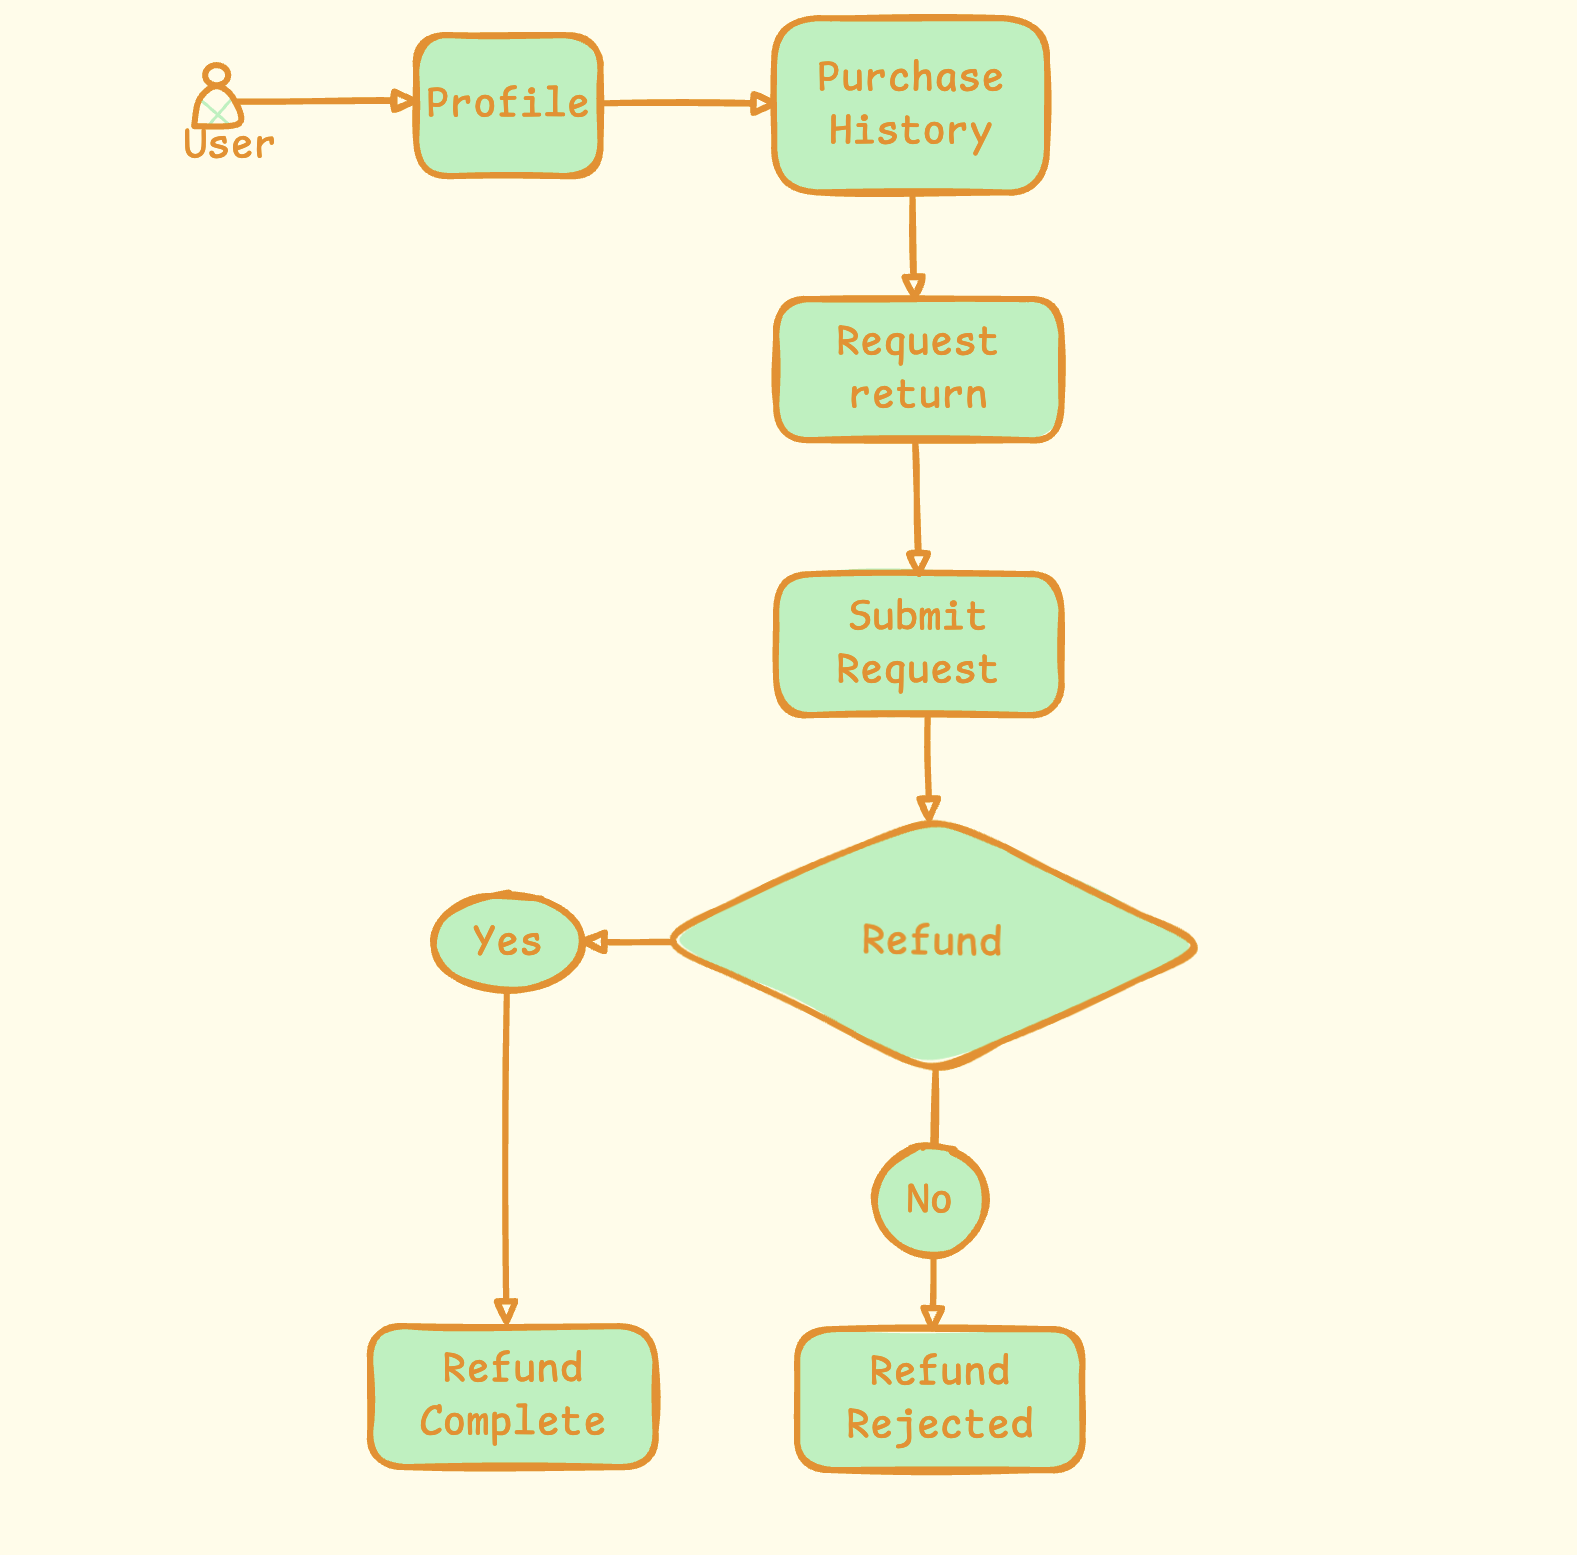 User
Profile
Purchase
History
Request
return
Submit
Request
Refund
Yes
No
Refund
Complete
Refund
Rejected